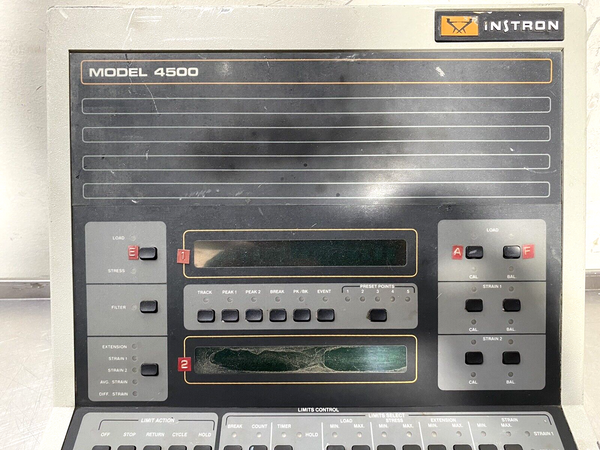 INSTRON
MODEL 4500
LOAD
STRESS
E
FILTER
EXTENSION
STRAIN 1
STRAIN 2
AVG. STRAIN
DIFF. STRAIN
1
TRACK PEAK 1 PEAK 2 BREAK PK./BK. EVENT
PRESET POINTS
1 2 3 4 5
2
LOAD
A F
CAL. BAL.
STRAIN 1
CAL. BAL.
STRAIN 2
CAL. BAL.
LIMITS CONTROL
LIMIT ACTION
OFF STOP RETURN CYCLE HOLD
BREAK COUNT TIMER HOLD
LIMITS SELECT
LOAD STRESS EXTENSION STRAIN
MIN. MAX. MIN. MAX. MIN. MAX. MIN. MAX.
STRAIN 1